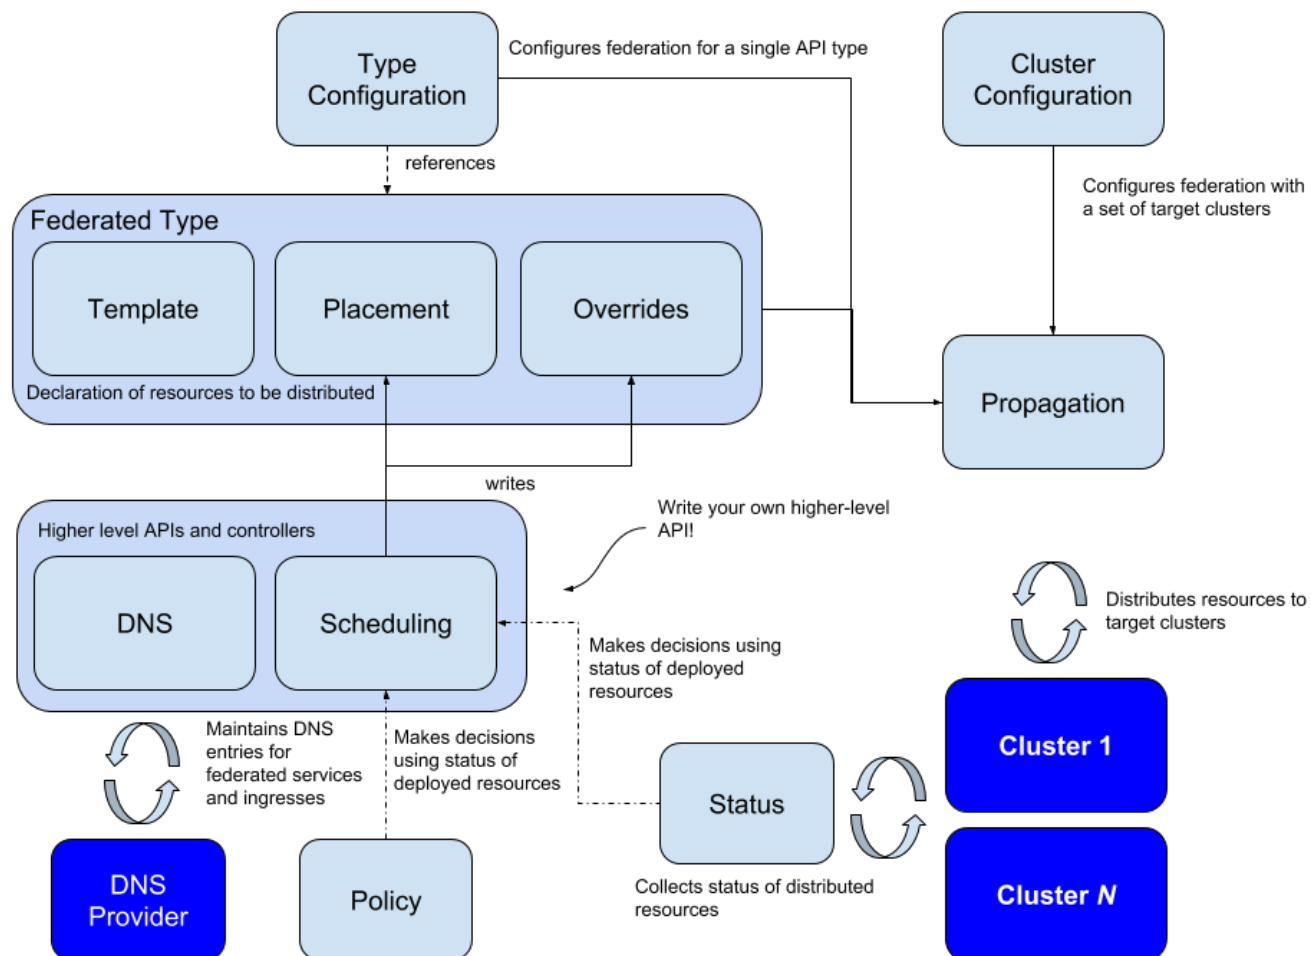 Type
Configuration
Configures federation for a single API type
Cluster
Configuration
references
Configures federation with
a set of target clusters
Federated Type
Template
Placement
Overrides
Declaration of resources to be distributed
Propagation
writes
Write your own higher-level
API!
Higher level APIs and controllers
DNS
Scheduling
Distributes resources to
target clusters
Makes decisions using
status of deployed
resources
Maintains DNS
entries for
federated services
and ingresses
Makes decisions
using status of
deployed resources
Cluster 1
Status
Collects status of distributed
resources
DNS
Provider
Policy
Cluster N